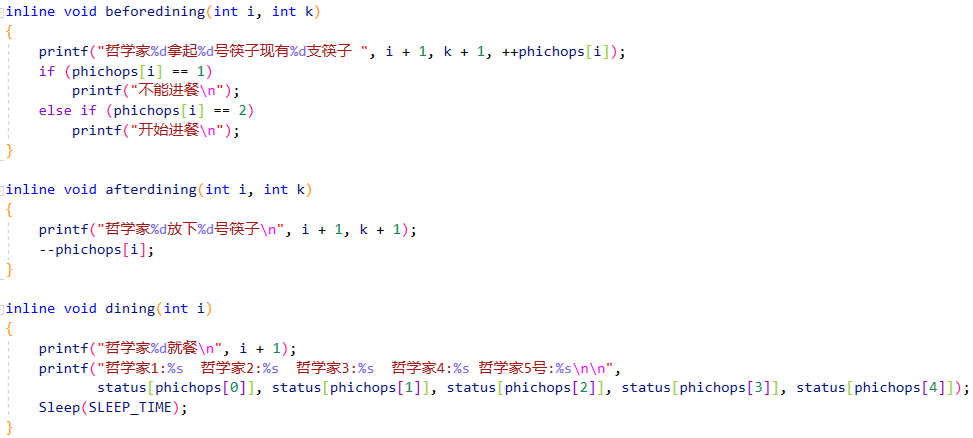 inline void beforedining(int i, int k)
{
    printf("哲学家%d拿起%d号筷子现有%d支筷子 ", i + 1, k + 1, ++phichops[i]);
    if (phichops[i] == 1)
        printf("不能进餐\n");
    else if (phichops[i] == 2)
        printf("开始进餐\n");
}

inline void afterdining(int i, int k)
{
    printf("哲学家%d放下%d号筷子\n", i + 1, k + 1);
    --phichops[i];
}

inline void dining(int i)
{
    printf("哲学家%d就餐\n", i + 1);
    printf("哲学家1:%s  哲学家2:%s  哲学家3:%s  哲学家4:%s 哲学家5号:%s\n\n",
           status[phichops[0]], status[phichops[1]], status[phichops[2]], status[phichops[3]], status[phichops[4]]);
    Sleep(SLEEP_TIME);
}